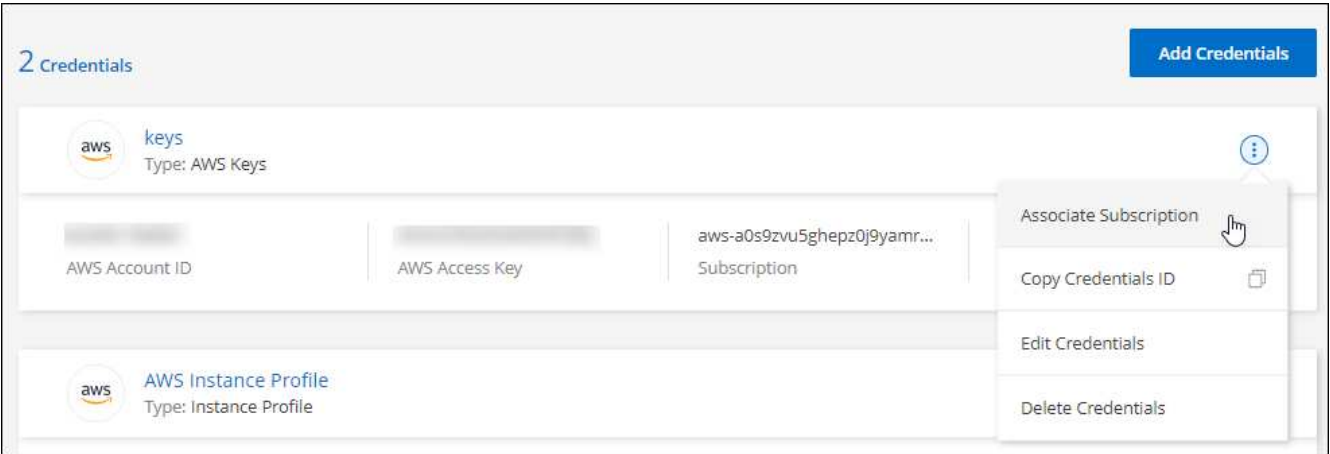 2 Credentials
Add Credentials
aws
keys
Type: AWS Keys
Associate Subscription
aws-a0s9zvu5ghepz0j9yamr...
AWS Account ID
AWS Access Key
Subscription
Copy Credentials ID
Edit Credentials
aws
AWS Instance Profile
Type: Instance Profile
Delete Credentials